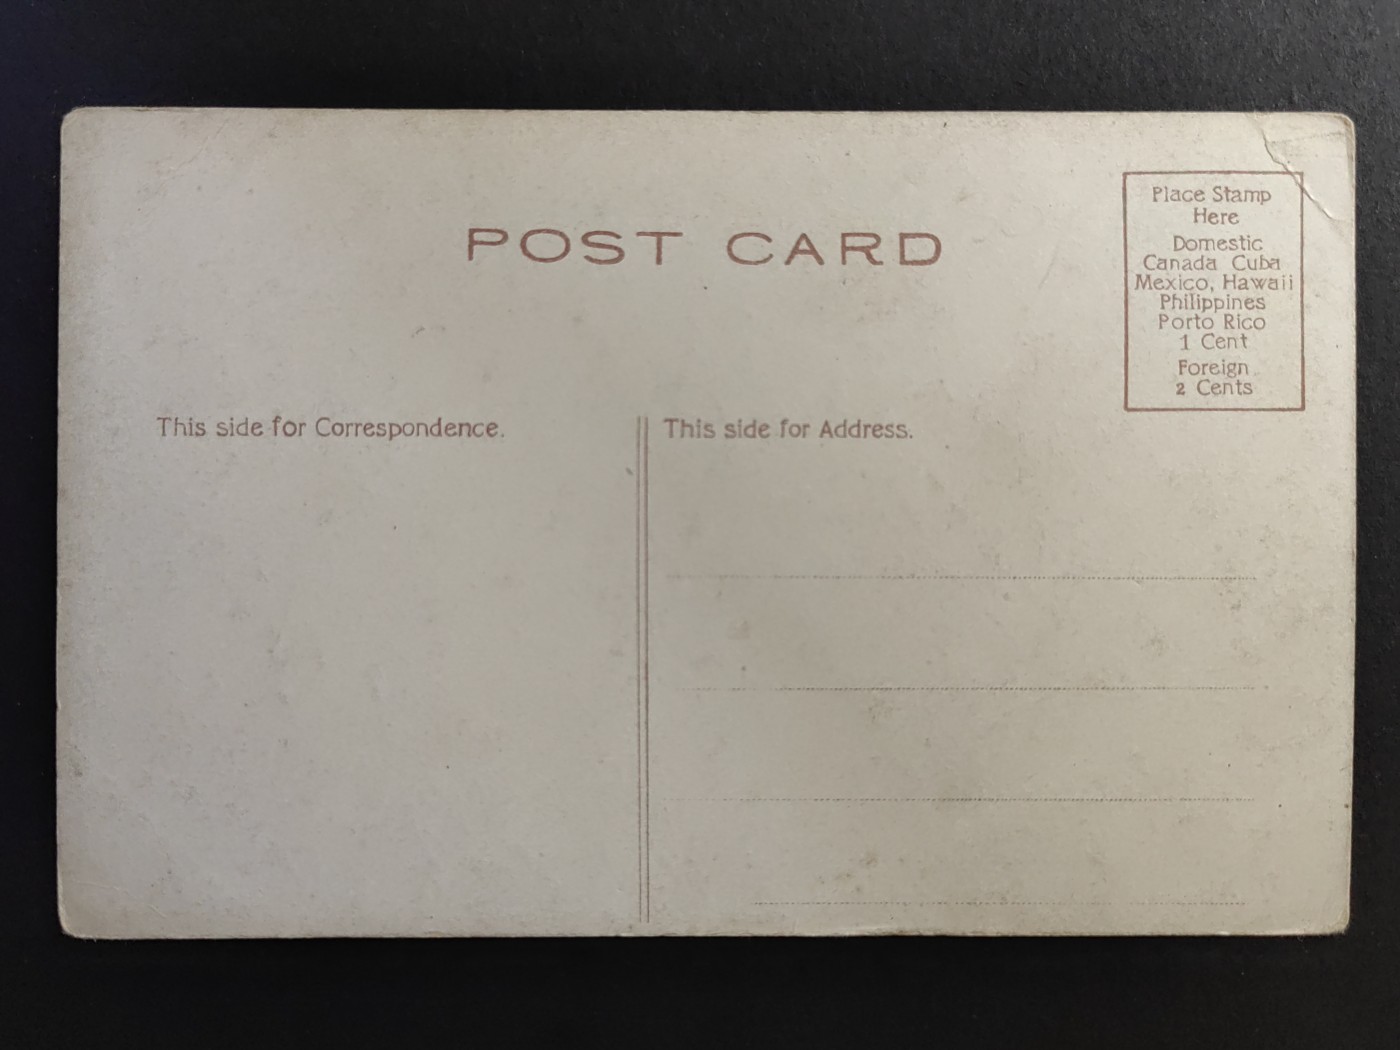 POST CARD
Place Stamp
Here
Domestic
Canada Cuba
Mexico, Hawaii
Philippines
Porto Rico
1 Cent
Foreign
2 Cents
This side for Correspondence.
This side for Address.